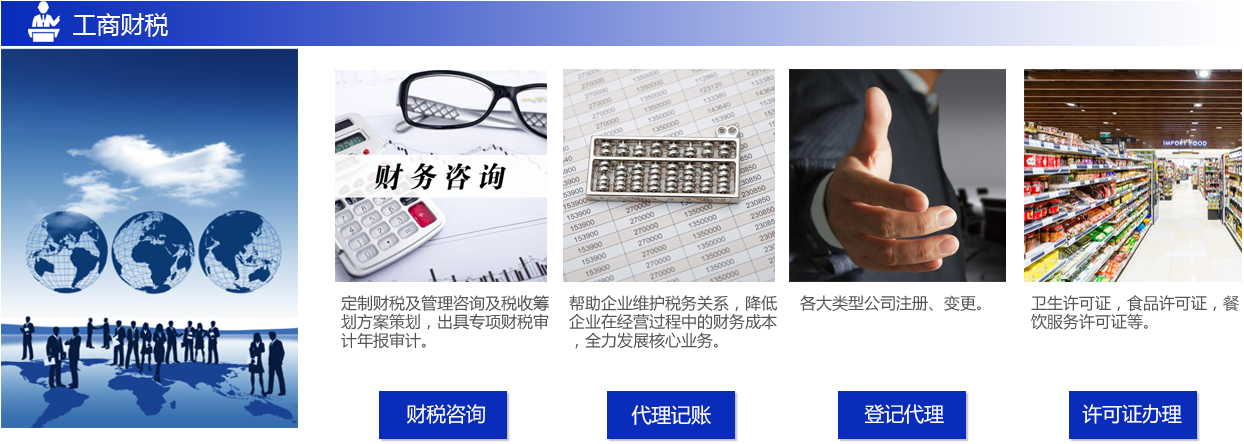 工商财税
财务咨询
IMPORT FOOD
定制财税及管理咨询及税收筹
划方案策划，出具专项财税审
计年报审计。
帮助企业维护税务关系，降低
企业在经营过程中的财务成本
，全力发展核心业务。
各大类型公司注册、变更。
卫生许可证，食品许可证，餐
饮服务许可证等。
财税咨询
代理记账
登记代理
许可证办理